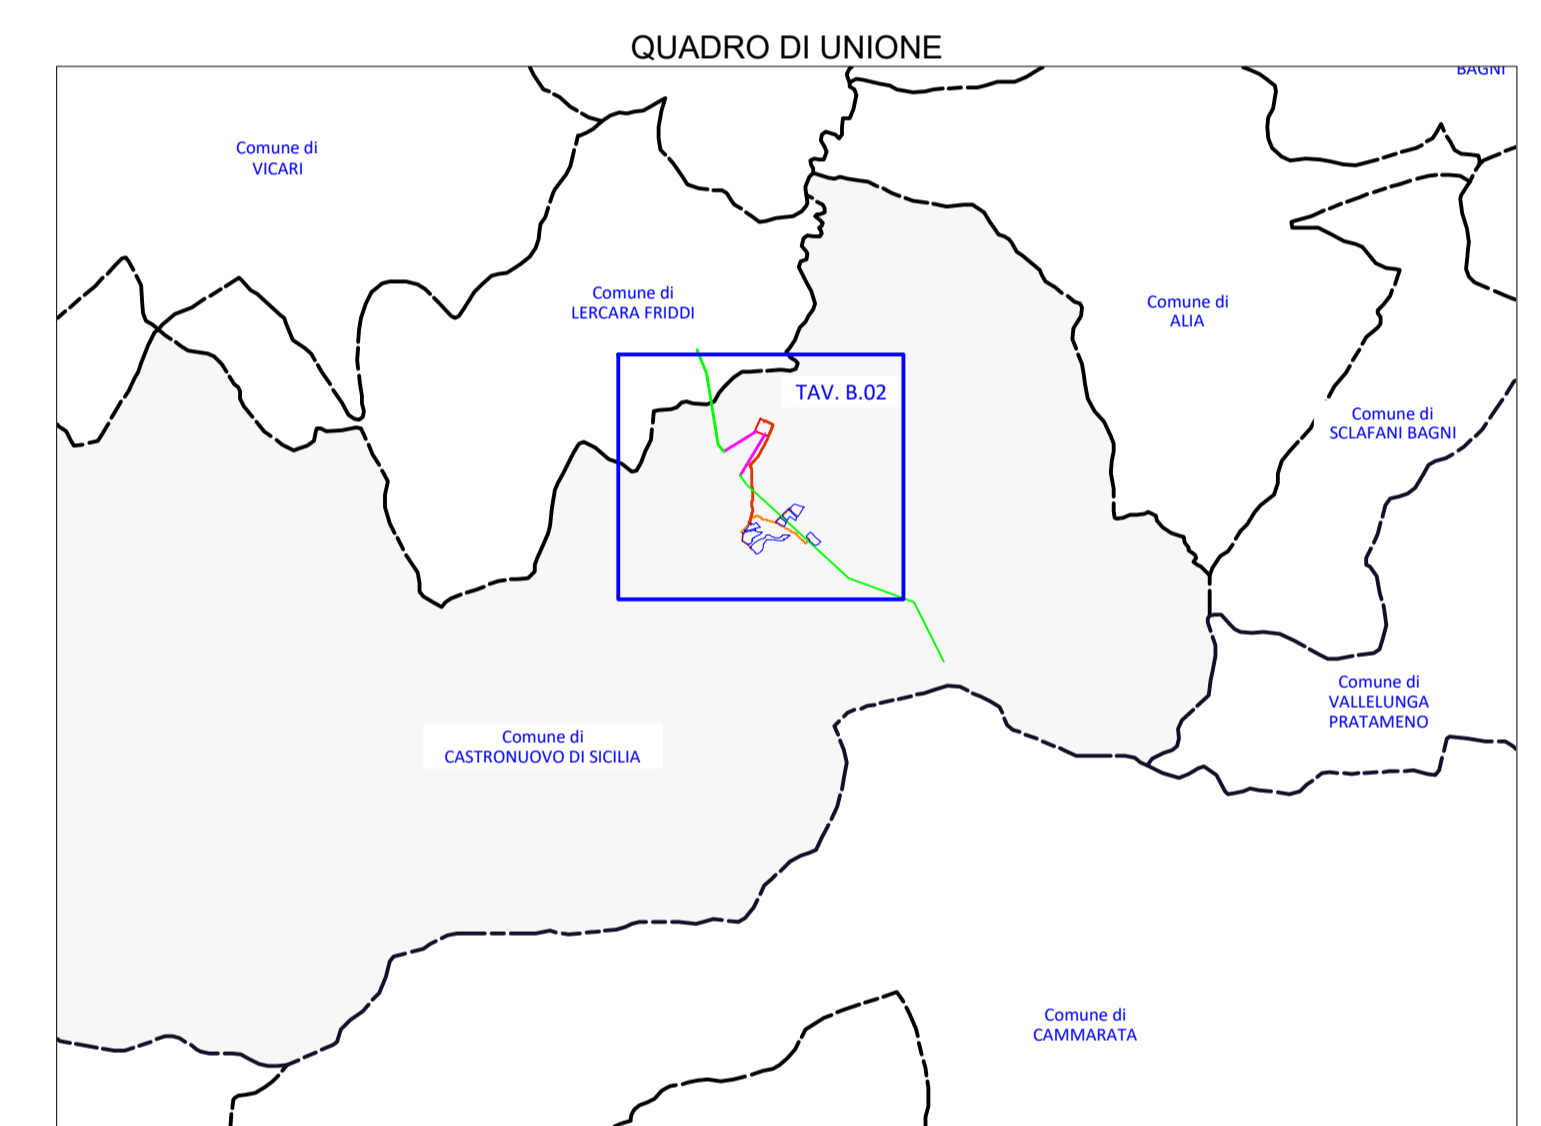 QUADRO DI UNIONE
BAGNI
Comune di
VICARI
Comune di
LERCARA FRIDDI
Comune di
ALIA
TAV. B.02
Comune di
SCLAFANI BAGNI
Comune di
VALLELUNGA
PRATAMENO
Comune di
CASTRONUOVO DI SICILIA
Comune di
CAMMARATA